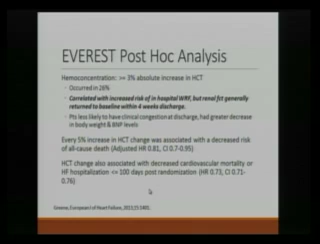 EVEREST Post Hoc Analysis
Hemoconcentration: >= 3% absolute increase in HCT
◦ Occurred in 26%
◦ Correlated with increased risk of in hospital WRF, but renal fxt generally
returned to baseline within 4 weeks discharge.
◦ Pts less likely to have clinical congestion at discharge, had greater decrease
in body weight & BNP levels
Every 5% increase in HCT change was associated with a decreased risk
of all-cause death (Adjusted HR 0.81, CI 0.7-0.95)
HCT change also associated with decreased cardiovascular mortality or
HF hospitalization <= 100 days post randomization (HR 0.73, CI 0.71-
0.76)
Greene, European J of Heart Failure, 2013;15:1401.